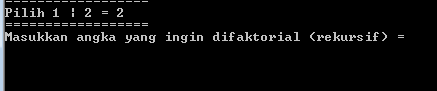 ==================
Pilih 1 ¦ 2 = 2
==================
Masukkan angka yang ingin difaktorial (rekursif) =